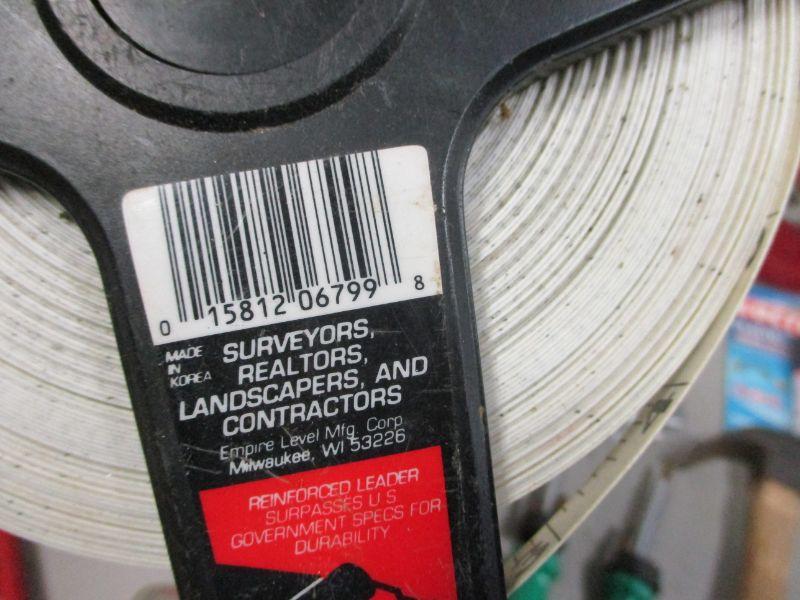 0 15812 06799 8
MADE
IN
KOREA
SURVEYORS,
REALTORS,
LANDSCAPERS, AND
CONTRACTORS
Empire Level Mfg. Corp
Milwaukee, WI 53226
REINFORCED LEADER
SURPASSES U S
GOVERNMENT SPECS FOR
DURABILITY